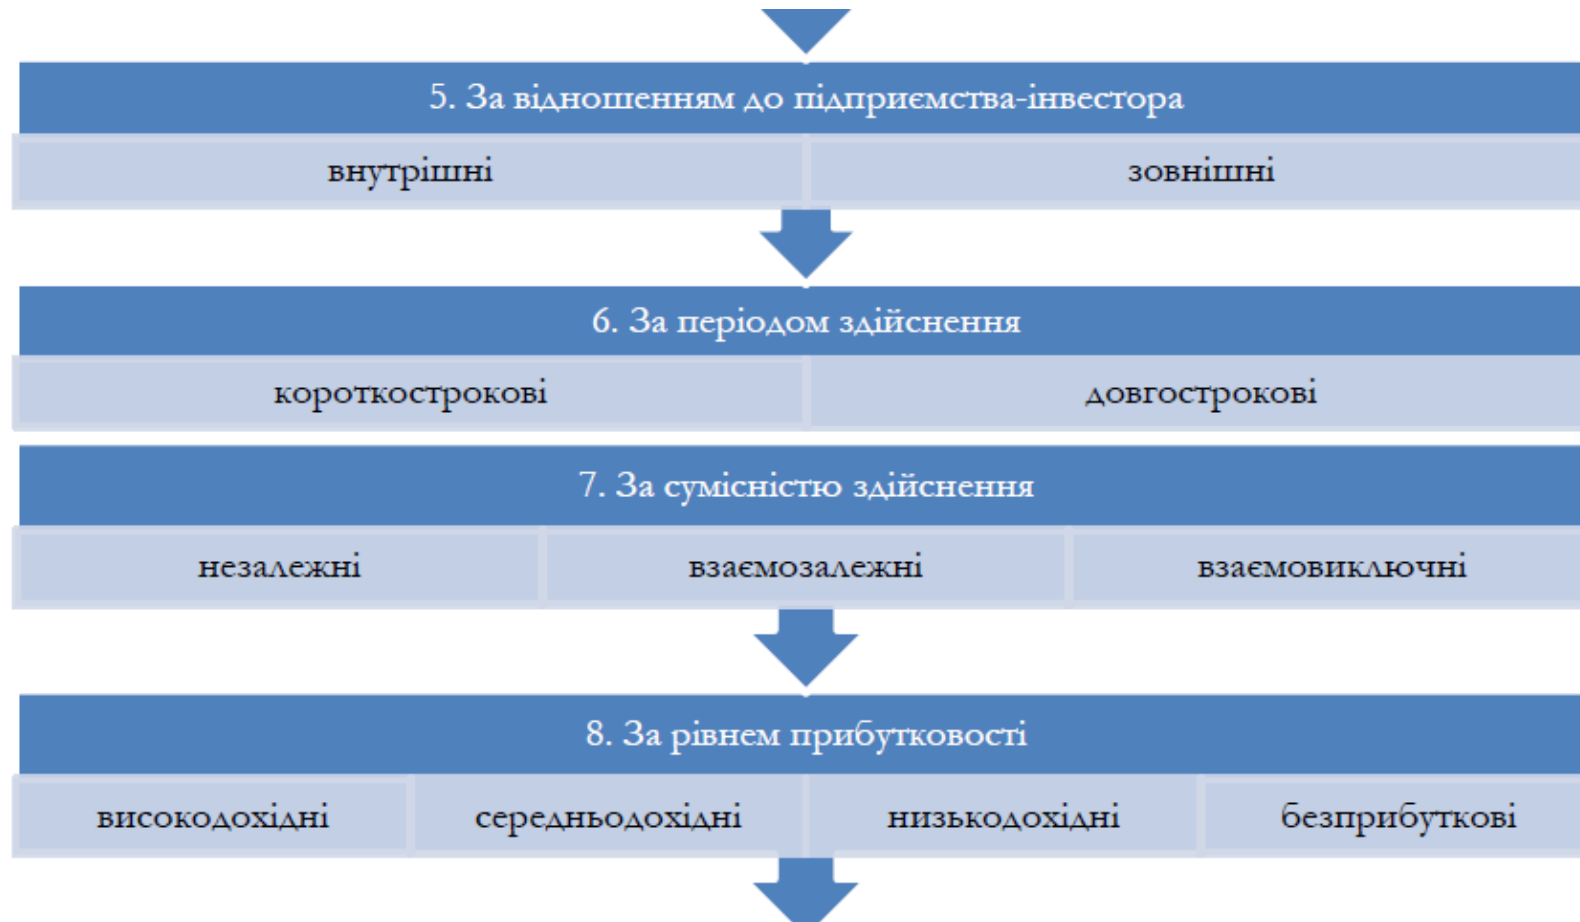 5. За відношенням до підприємства-інвестора
внутрішні зовнішні
6. За періодом здійснення
короткострокові довгострокові
7. За сумісністю здійснення
незалежні взаємозалежні взаємовиключні
8. За рівнем прибутковості
високодохідні середньодохідні низькодохідні безприбуткові